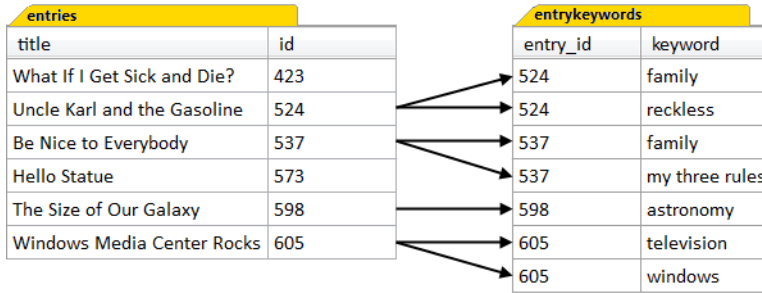 entries
title id
What If I Get Sick and Die? 423
Uncle Karl and the Gasoline 524
Be Nice to Everybody 537
Hello Statue 573
The Size of Our Galaxy 598
Windows Media Center Rocks 605
entrykeywords
entry_id keyword
524 family
524 reckless
537 family
537 my three rules
598 astronomy
605 television
605 windows